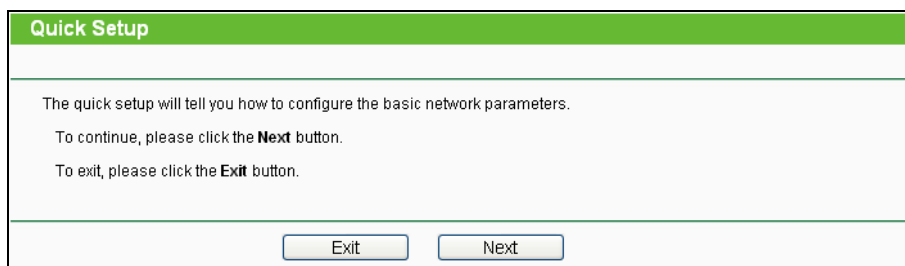 Quick Setup
The quick setup will tell you how to configure the basic network parameters.
To continue, please click the Next button.
To exit, please click the Exit button.
Exit Next